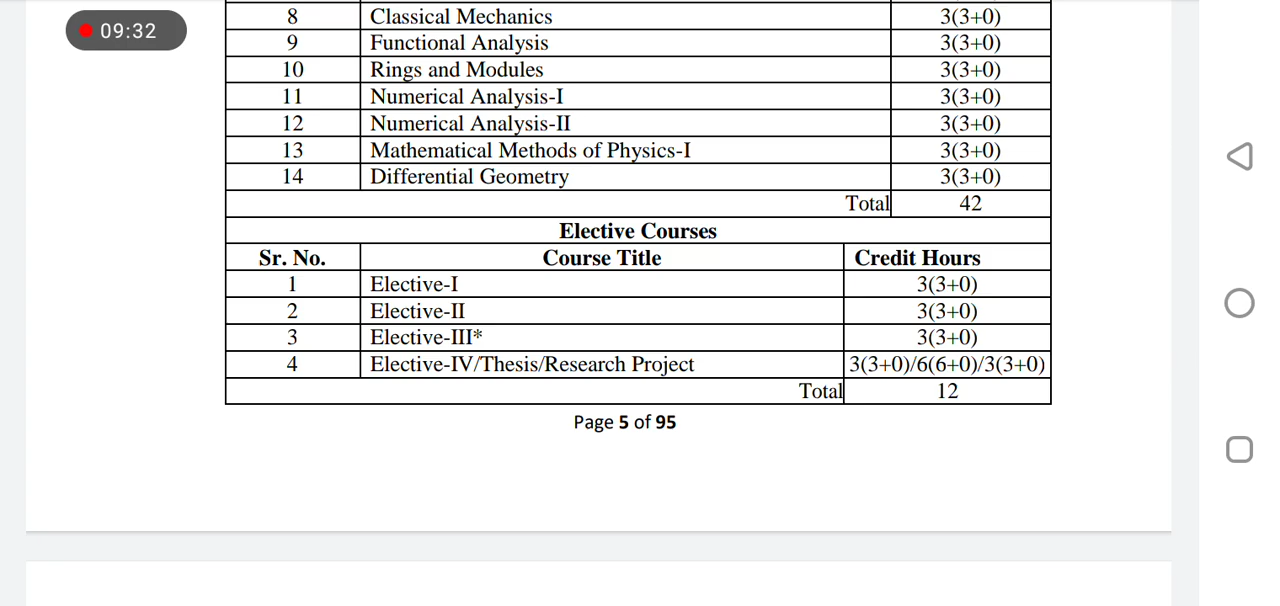 09:32
8 Classical Mechanics 3(3+0)
9 Functional Analysis 3(3+0)
10 Rings and Modules 3(3+0)
11 Numerical Analysis-I 3(3+0)
12 Numerical Analysis-II 3(3+0)
13 Mathematical Methods of Physics-I 3(3+0)
14 Differential Geometry 3(3+0)
Total 42
Elective Courses
Sr. No. Course Title Credit Hours
1 Elective-I 3(3+0)
2 Elective-II 3(3+0)
3 Elective-III* 3(3+0)
4 Elective-IV/Thesis/Research Project 3(3+0)/6(6+0)/3(3+0)
Total 12
Page 5 of 95